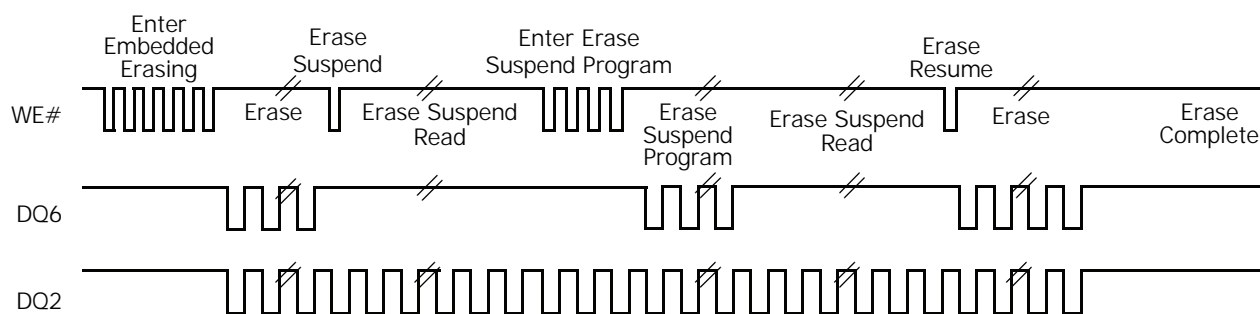 Enter
Embedded
Erasing
Erase
Suspend
Enter Erase
Suspend Program
Erase
Resume
WE#
Erase
Erase Suspend
Read
Erase
Suspend
Program
Erase Suspend
Read
Erase
Erase
Complete
DQ6
DQ2